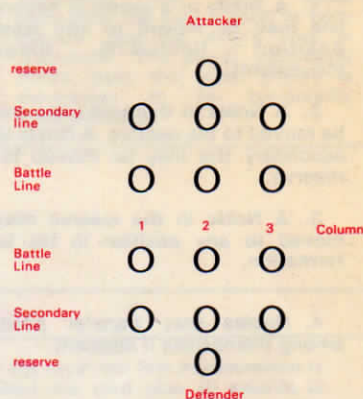 Attacker
reserve O
Secondary
line O O O
Battle
Line O O O
1 2 3 Column
Battle
Line O O O
Secondary
Line O O O
reserve O
Defender